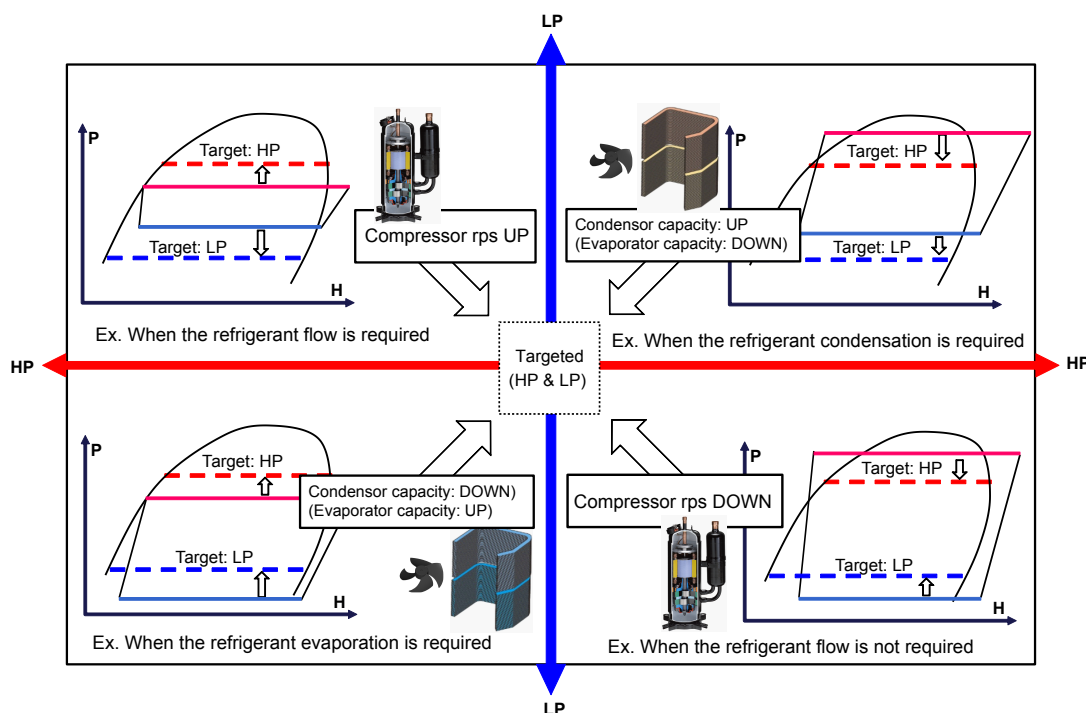 LP
P
Target: HP
Target: LP
H
Compressor rps UP
Ex. When the refrigerant flow is required
P
Target: HP
Target: LP
H
Condensor capacity: UP
(Evaporator capacity: DOWN)
Ex. When the refrigerant condensation is required
HP
Targeted
(HP & LP)
HP
P
Target: HP
Target: LP
H
Condensor capacity: DOWN)
(Evaporator capacity: UP)
Ex. When the refrigerant evaporation is required
P
Target: HP
Target: LP
H
Compressor rps DOWN
Ex. When the refrigerant flow is not required
LP